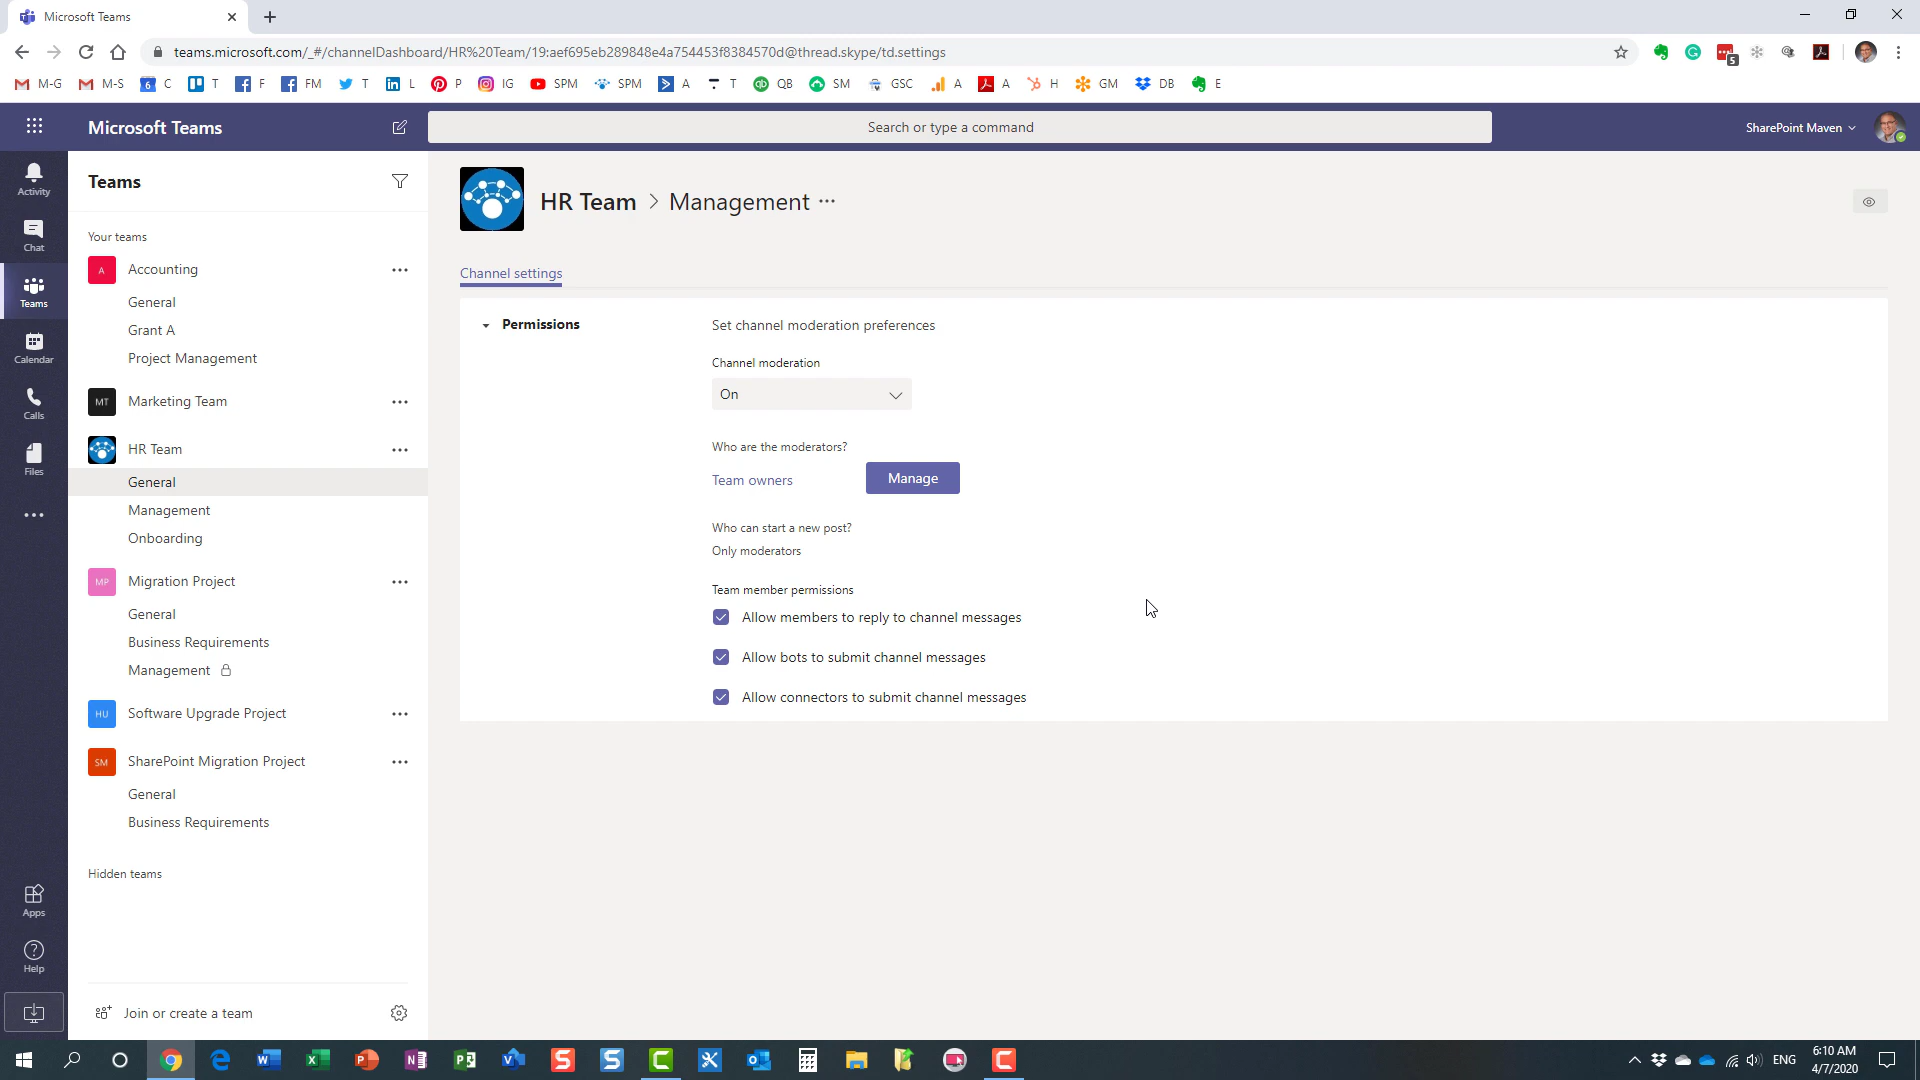 Microsoft Teams
teams.microsoft.com/_#/channelDashboard/HR%20Team/19:aef695eb289848e4a754453f8384570d@thread.skype/td.settings
5
M-G M-S 6 C T F FM T L P IG SPM SPM A T QB SM GSC A A H GM DB E
Microsoft Teams
Search or type a command
SharePoint Maven
Activity
Chat
Teams
Calendar
Calls
Files
Apps
Help
Teams
Your teams
A Accounting
General
Grant A
Project Management
MT Marketing Team
HR Team
General
Management
Onboarding
MP Migration Project
General
Business Requirements
Management
HU Software Upgrade Project
SM SharePoint Migration Project
General
Business Requirements
Hidden teams
Join or create a team
HR Team > Management ...
Channel settings
Permissions
Set channel moderation preferences
Channel moderation
On
Who are the moderators?
Team owners
Manage
Who can start a new post?
Only moderators
Team member permissions
Allow members to reply to channel messages
Allow bots to submit channel messages
Allow connectors to submit channel messages
ENG
6:10 AM
4/7/2020